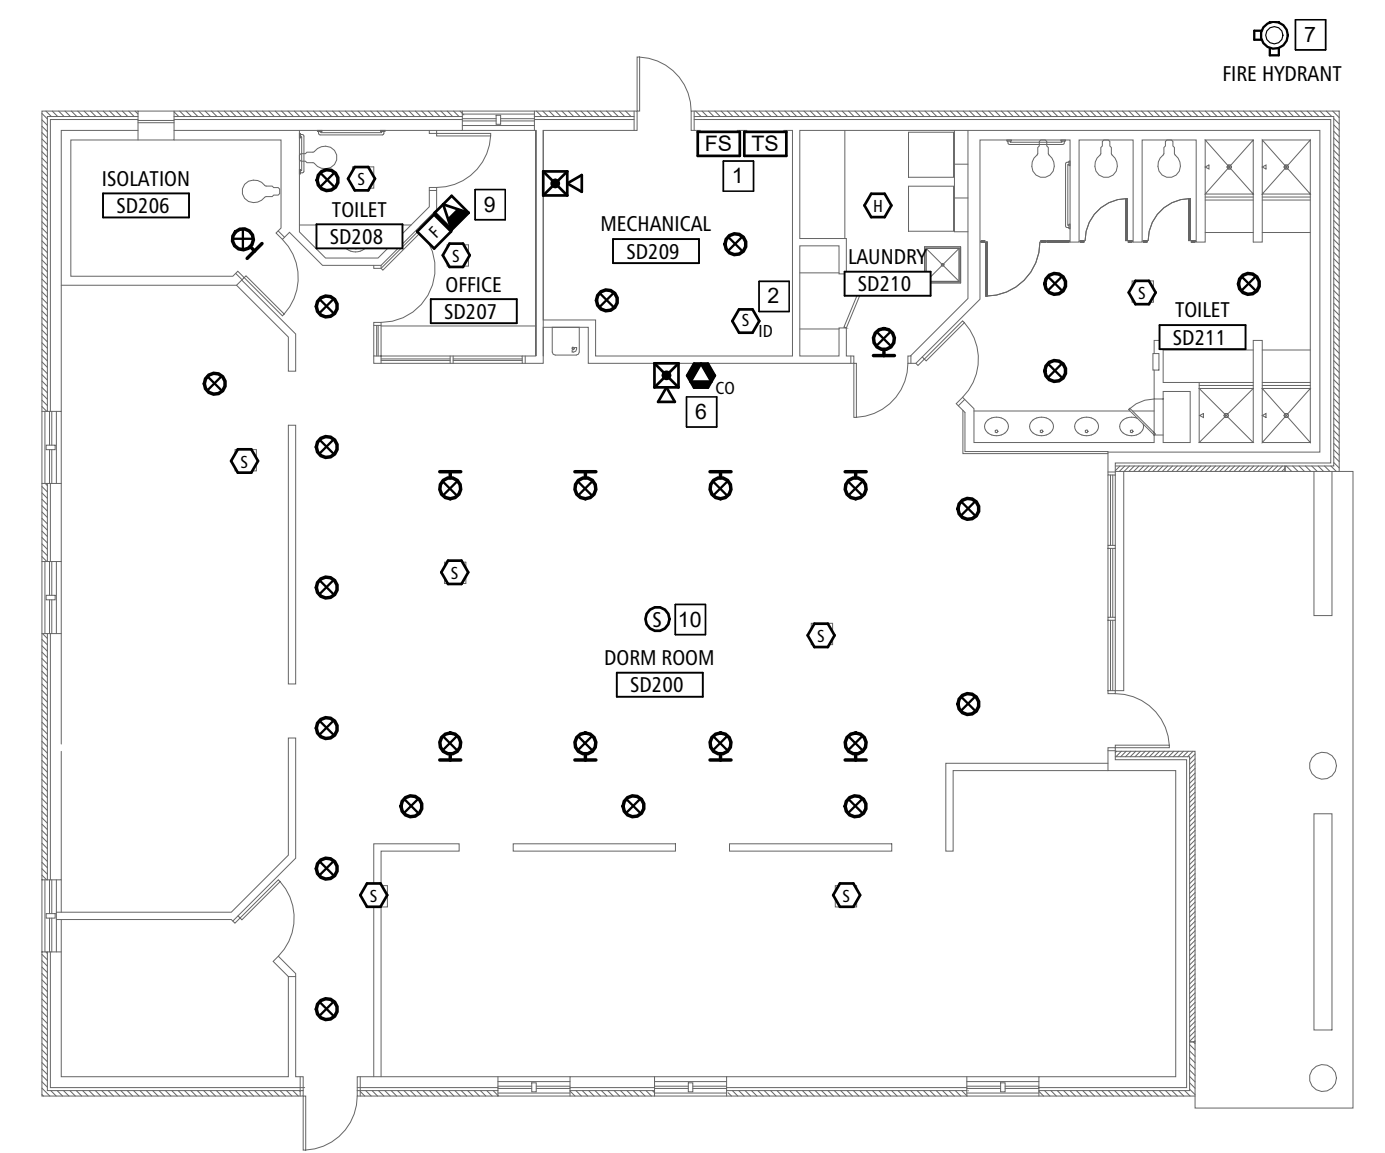 7
FIRE HYDRANT
FS TS
1
ISOLATION
SD206
S
TOILET
SD208
9
F
S
OFFICE
SD207
MECHANICAL
SD209
2
S
ID
H
LAUNDRY
SD210
S
TOILET
SD211
CO
6
S
S
S 10
S
DORM ROOM
SD200
S
S